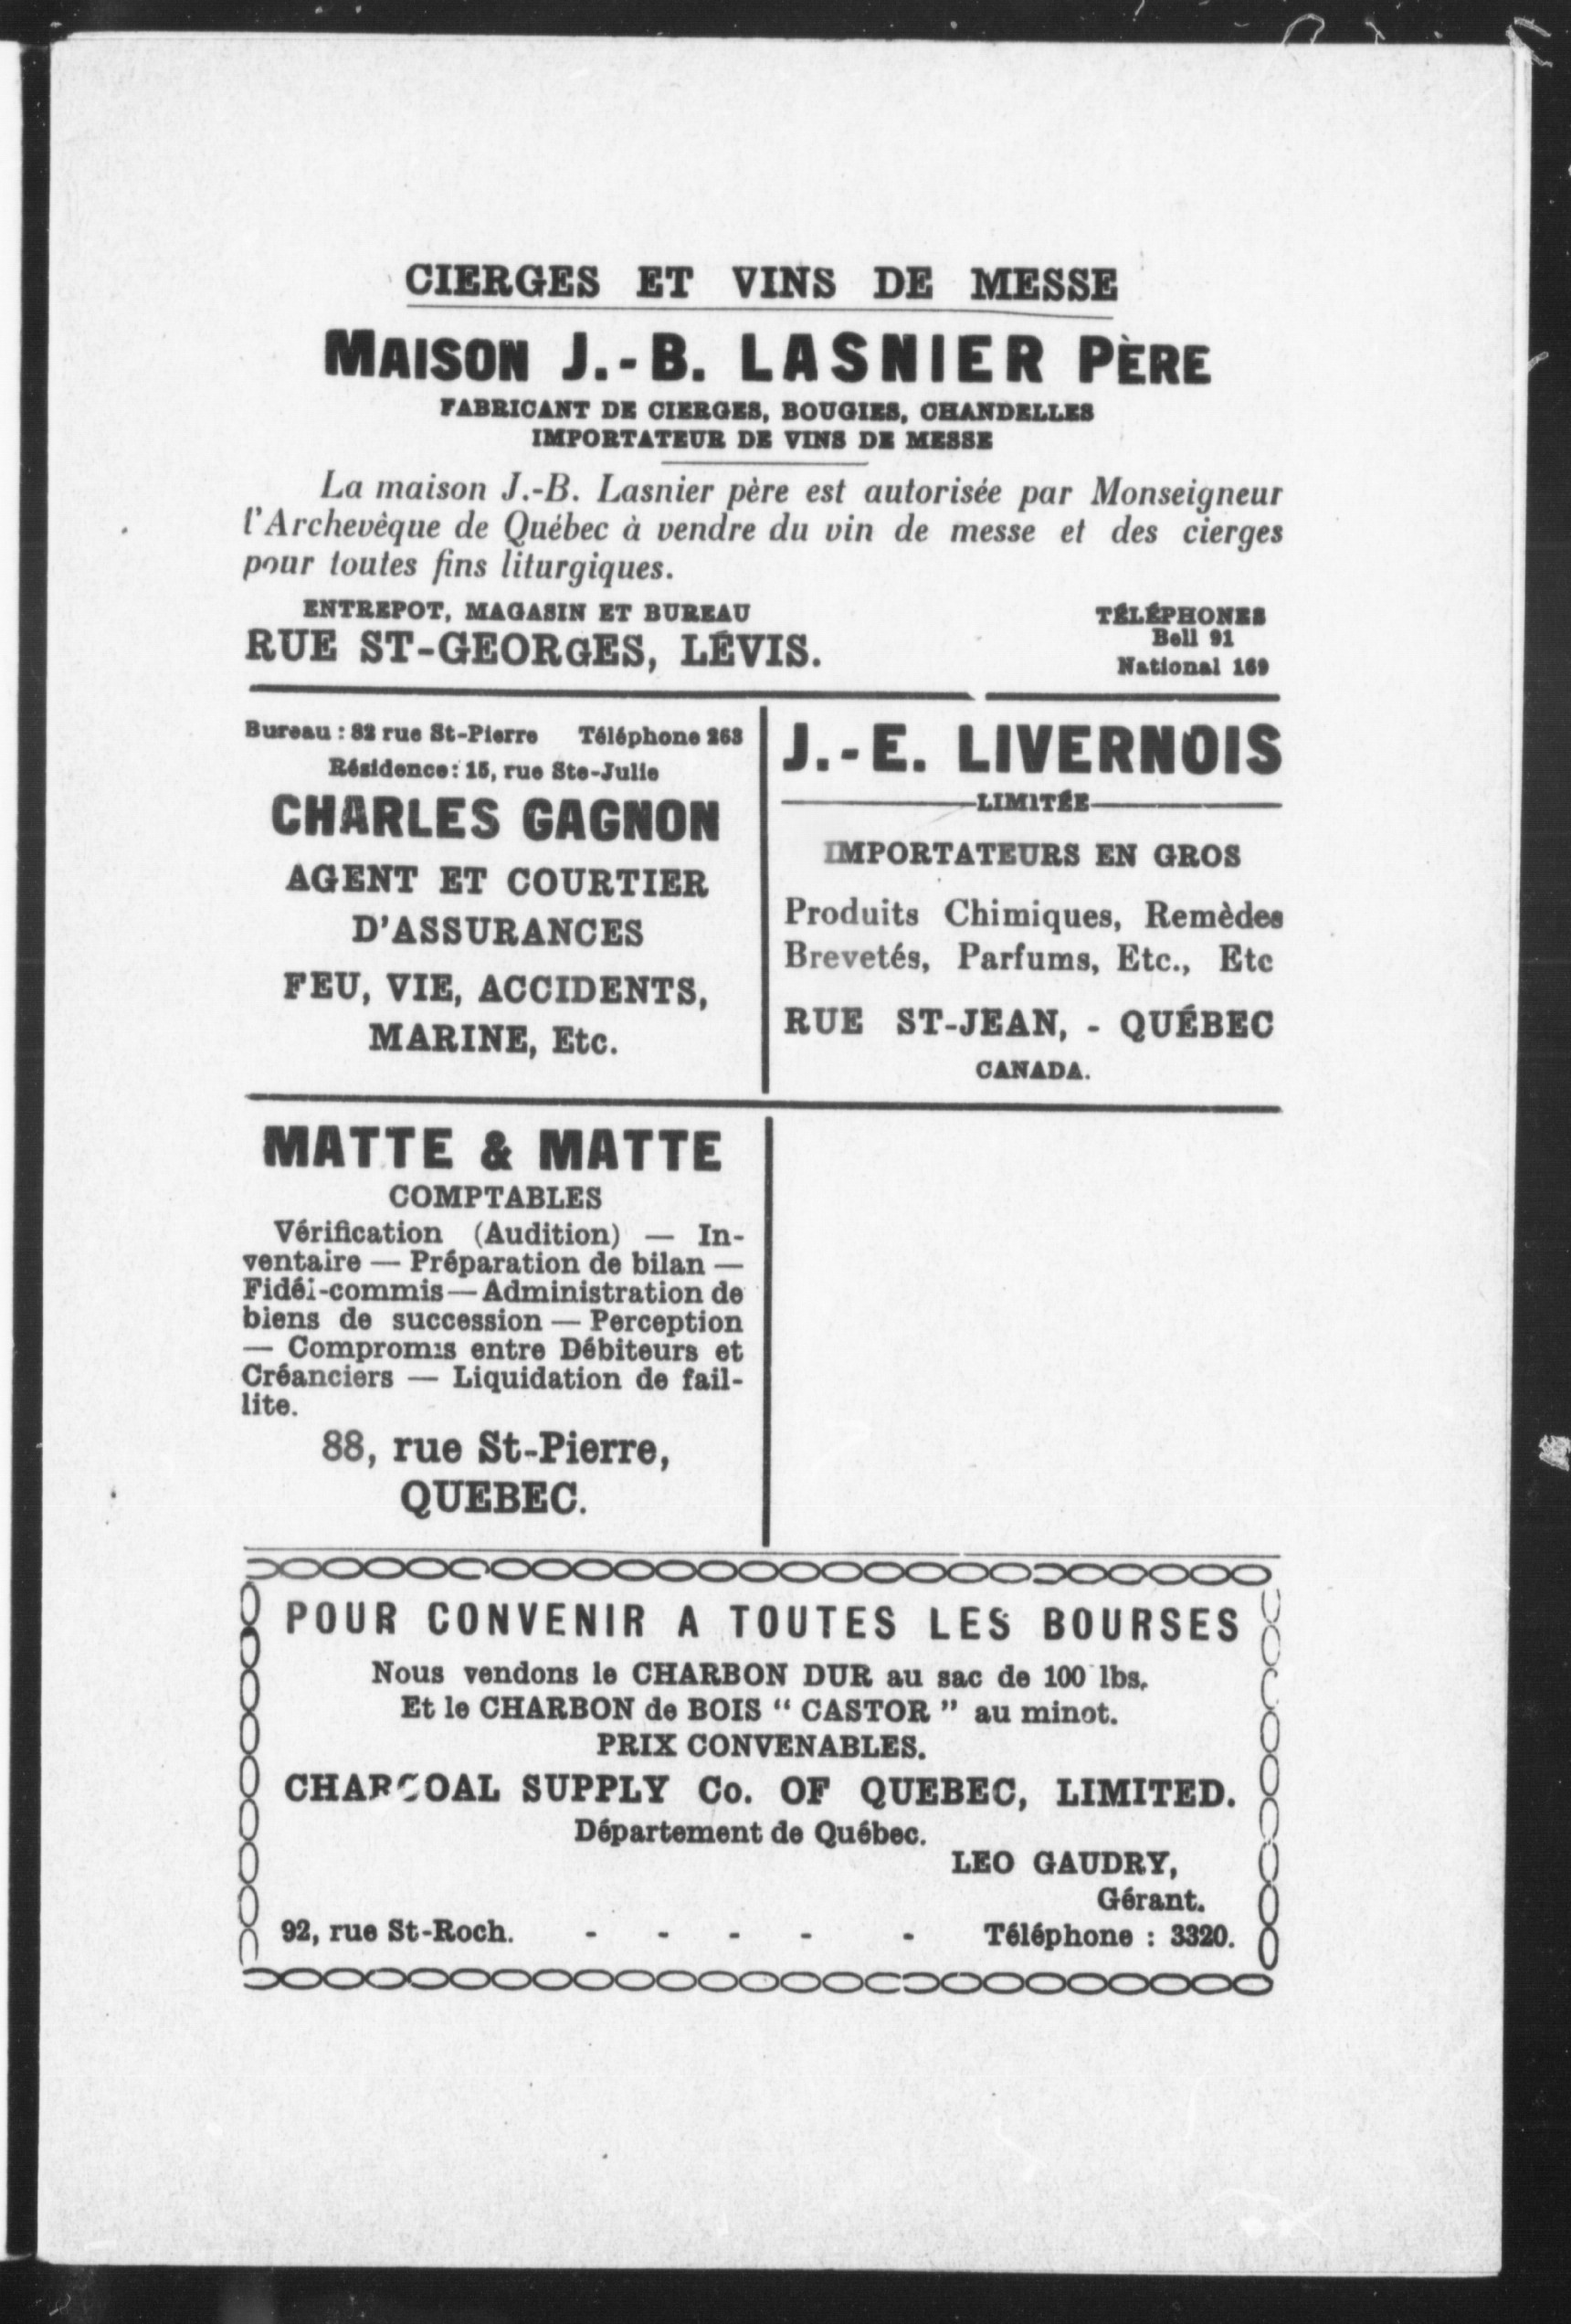 CIERGES ET VINS DE MESSE
MAISON J.-B. LASNIER PÈRE
FABRICANT DE CIERGES, BOUGIES, CHANDELLES
IMPORTATEUR DE VINS DE MESSE
La maison J.-B. Lasnier père est autorisée par Monseigneur
l'Archevêque de Québec à vendre du vin de messe et des cierges
pour toutes fins liturgiques.
ENTREPOT, MAGASIN ET BUREAU
RUE ST-GEORGES, LÉVIS.
TÉLÉPHONES
Bell 91
National 169
Bureau : 82 rue St-Pierre Téléphone 263
Résidence: 15, rue Ste-Julie
CHARLES GAGNON
AGENT ET COURTIER
D'ASSURANCES
FEU, VIE, ACCIDENTS,
MARINE, Etc.
J.-E. LIVERNOIS
LIMITÉE
IMPORTATEURS EN GROS
Produits Chimiques, Remèdes
Brevetés, Parfums, Etc., Etc
RUE ST-JEAN, - QUÉBEC
CANADA.
MATTE & MATTE
COMPTABLES
Vérification (Audition) — In-
ventaire — Préparation de bilan —
Fidéi-commis — Administration de
biens de succession — Perception
— Compromis entre Débiteurs et
Créanciers — Liquidation de fail-
lite.
88, rue St-Pierre,
QUEBEC.
POUR CONVENIR A TOUTES LES BOURSES
Nous vendons le CHARBON DUR au sac de 100 lbs.
Et le CHARBON de BOIS " CASTOR " au minot.
PRIX CONVENABLES.
CHARCOAL SUPPLY Co. OF QUEBEC, LIMITED.
Département de Québec.
LEO GAUDRY,
Gérant.
92, rue St-Roch. - - - - - Téléphone : 3320.